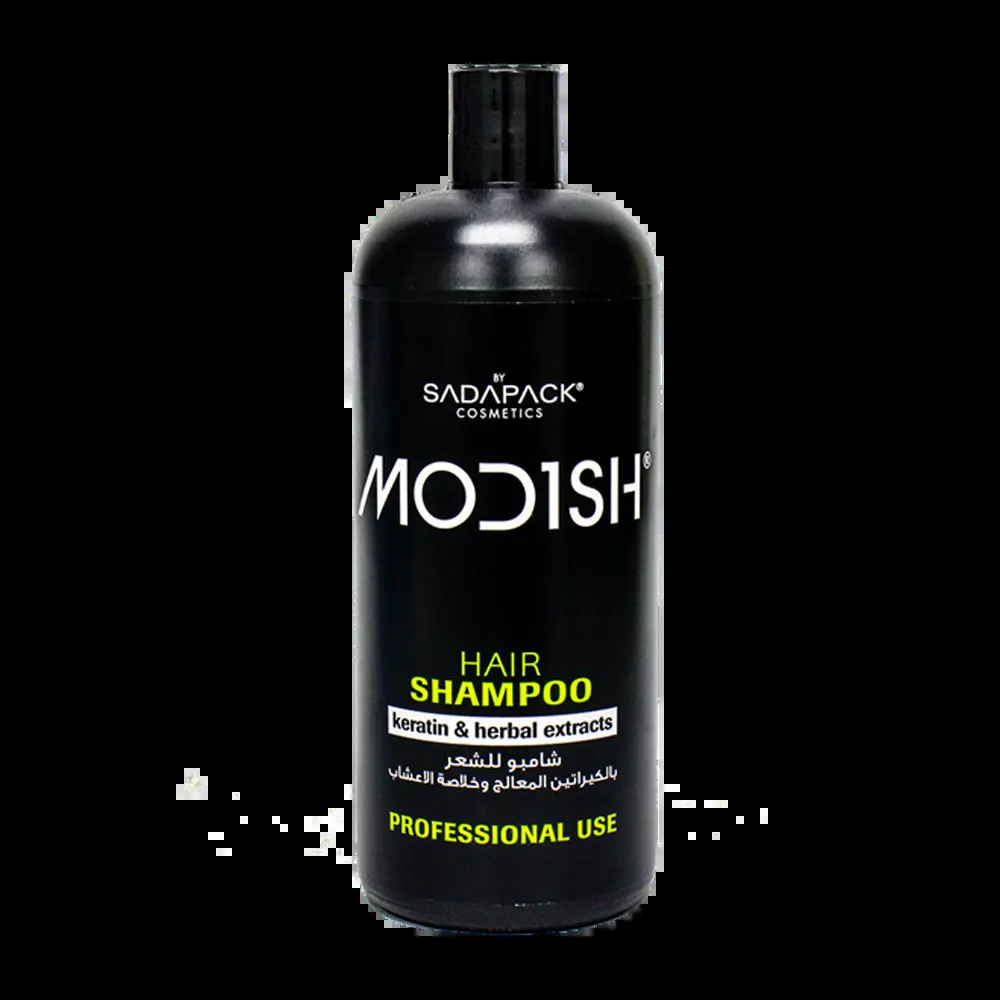 BY
SADAPACK®
COSMETICS
MODISH®
HAIR
SHAMPOO
keratin & herbal extracts
شامبو للشعر
بالكيراتين المعالج وخلاصة الاعشاب
PROFESSIONAL USE